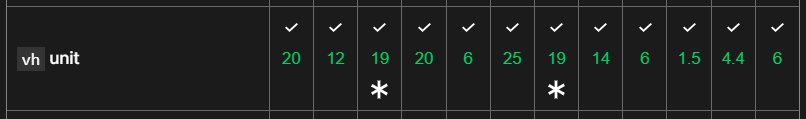 ✓ ✓ ✓ ✓ ✓ ✓ ✓ ✓ ✓ ✓ ✓ ✓
vh unit 20 12 19 20 6 25 19 14 6 1.5 4.4 6
* *